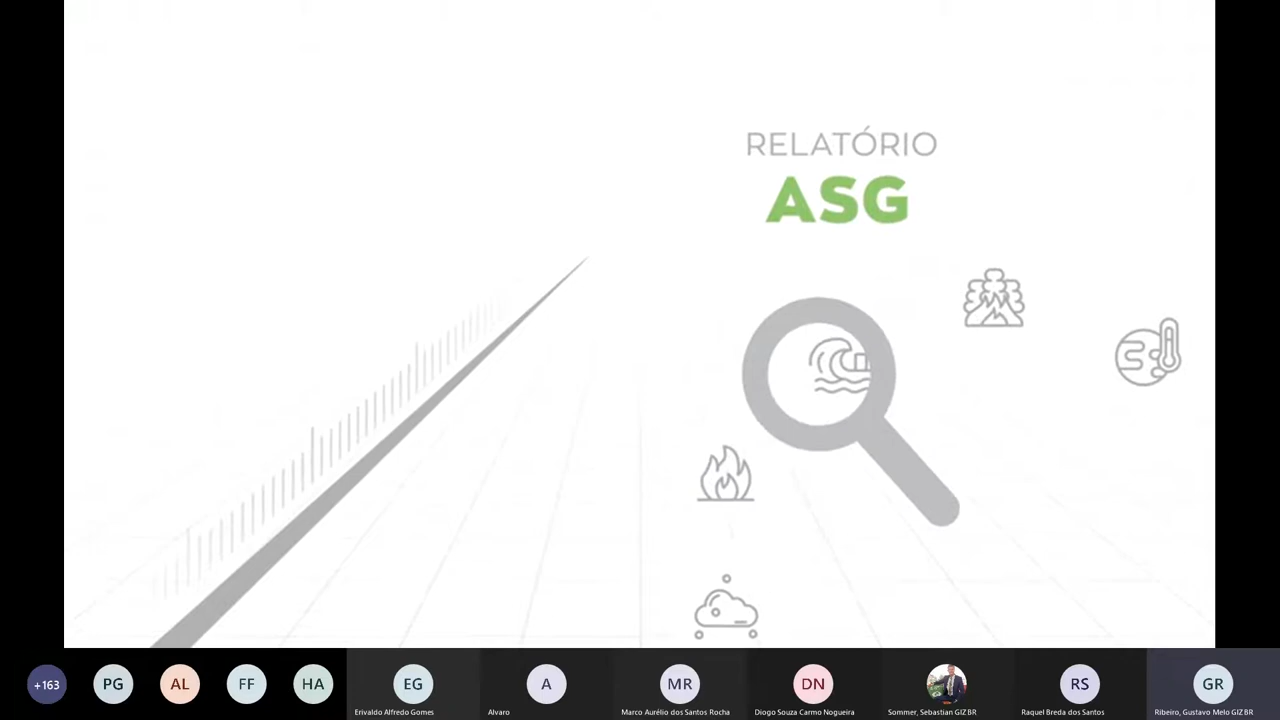 RELATÓRIO
ASG
+163
PG
AL
FF
HA
EG
A
MR
DN
RS
GR
Erivaldo Alfredo Gomes
Alvaro
Marco Aurélio dos Santos Rocha
Diogo Souza Carmo Nogueira
Sommer, Sebastian GIZ BR
Raquel Breda dos Santos
Ribeiro, Gustavo Melo GIZ BR